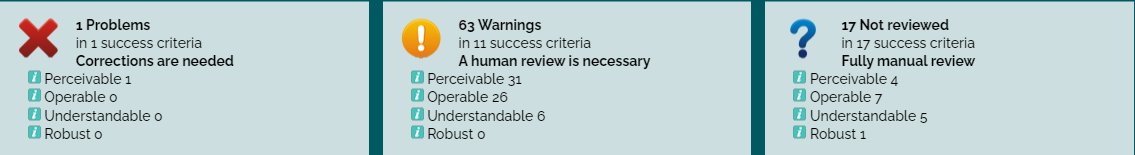 1 Problems
in 1 success criteria
Corrections are needed
Perceivable 1
Operable 0
Understandable 0
Robust 0
63 Warnings
in 11 success criteria
A human review is necessary
Perceivable 31
Operable 26
Understandable 6
Robust 0
17 Not reviewed
in 17 success criteria
Fully manual review
Perceivable 4
Operable 7
Understandable 5
Robust 1